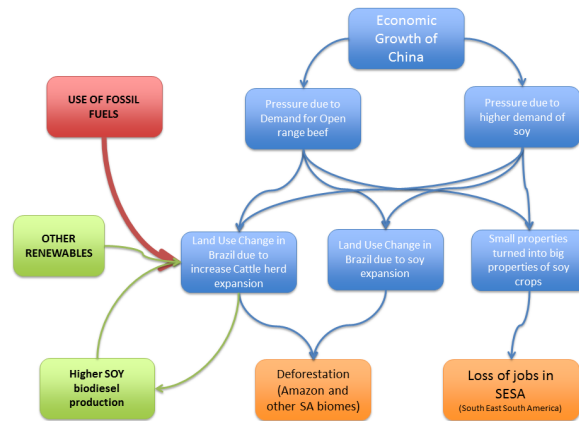 Economic
Growth of
China
USE OF FOSSIL
FUELS
Pressure due to
Demand for Open
range beef
Pressure due to
higher demand of
soy
OTHER
RENEWABLES
Land Use Change in
Brazil due to
increase Cattle herd
expansion
Land Use Change in
Brazil due to soy
expansion
Small properties
turned into big
properties of soy
crops
Higher SOY
biodiesel
production
Deforestation
(Amazon and
other SA biomes)
Loss of jobs in
SESA
(South East South America)